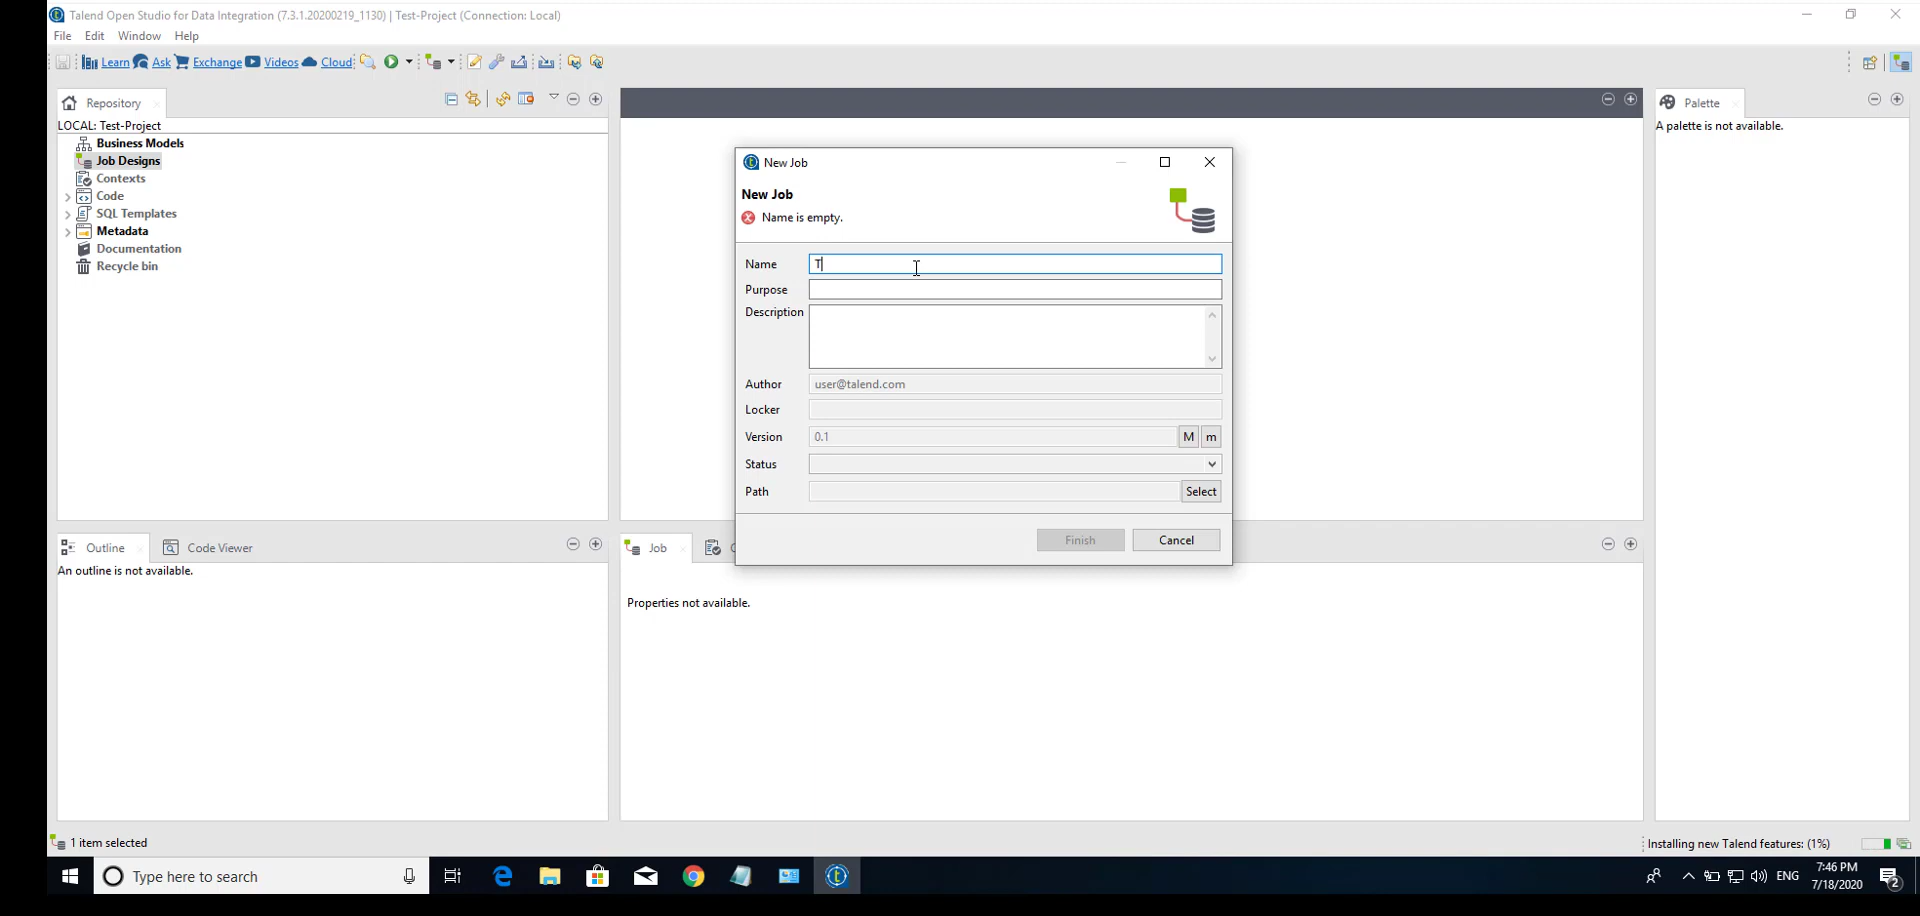 Talend Open Studio for Data Integration (7.3.1.20200219_1130) | Test-Project (Connection: Local)
File Edit Window Help
Learn Ask Exchange Videos Cloud
Repository
LOCAL: Test-Project
Business Models
Job Designs
Contexts
Code
SQL Templates
Metadata
Documentation
Recycle bin
Palette
A palette is not available.
New Job
New Job
Name is empty.
Name T
Purpose
Description
Author user@talend.com
Locker
Version 0.1 M m
Status
Path Select
Finish Cancel
Outline Code Viewer
An outline is not available.
Job
Properties not available.
1 item selected
Installing new Talend features: (1%)
Type here to search
ENG
7:46 PM
7/18/2020
2